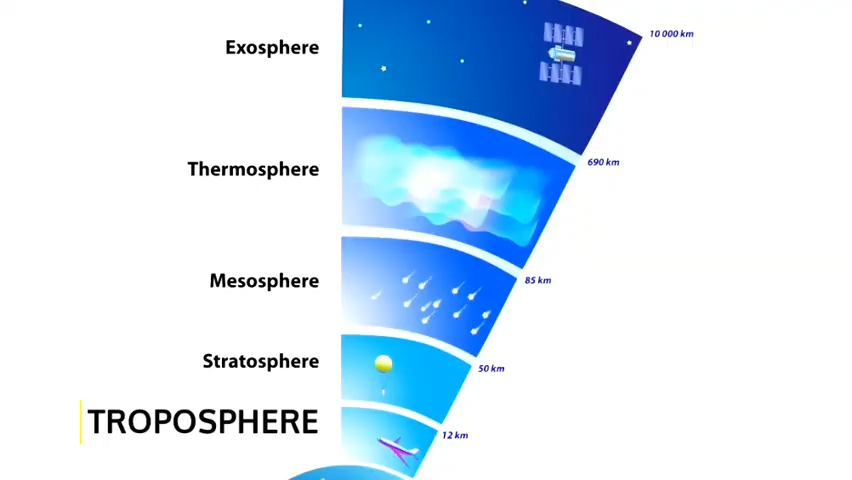 Exosphere
10 000 km
Thermosphere
690 km
Mesosphere
85 km
Stratosphere
50 km
TROPOSPHERE
12 km